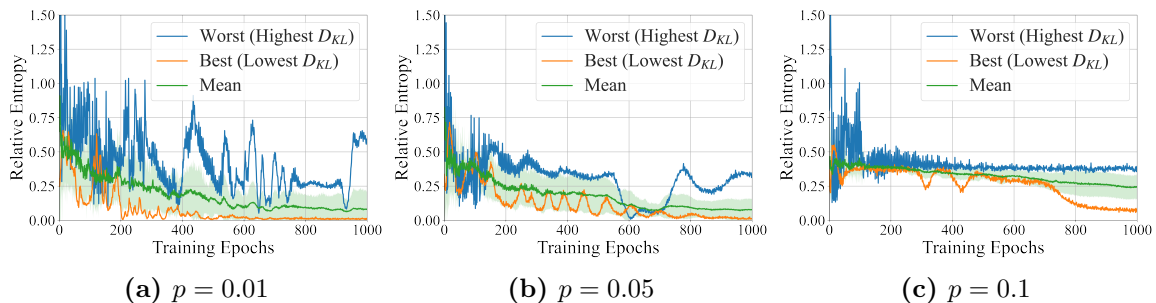 1.50
1.25
1.00
0.75
0.50
0.25
0.00
Relative Entropy
Worst (Highest D_KL)
Best (Lowest D_KL)
Mean
0 200 400 600 800 1000
Training Epochs
(a) p = 0.01
1.50
1.25
1.00
0.75
0.50
0.25
0.00
Relative Entropy
Worst (Highest D_KL)
Best (Lowest D_KL)
Mean
0 200 400 600 800 1000
Training Epochs
(b) p = 0.05
1.50
1.25
1.00
0.75
0.50
0.25
0.00
Relative Entropy
Worst (Highest D_KL)
Best (Lowest D_KL)
Mean
0 200 400 600 800 1000
Training Epochs
(c) p = 0.1